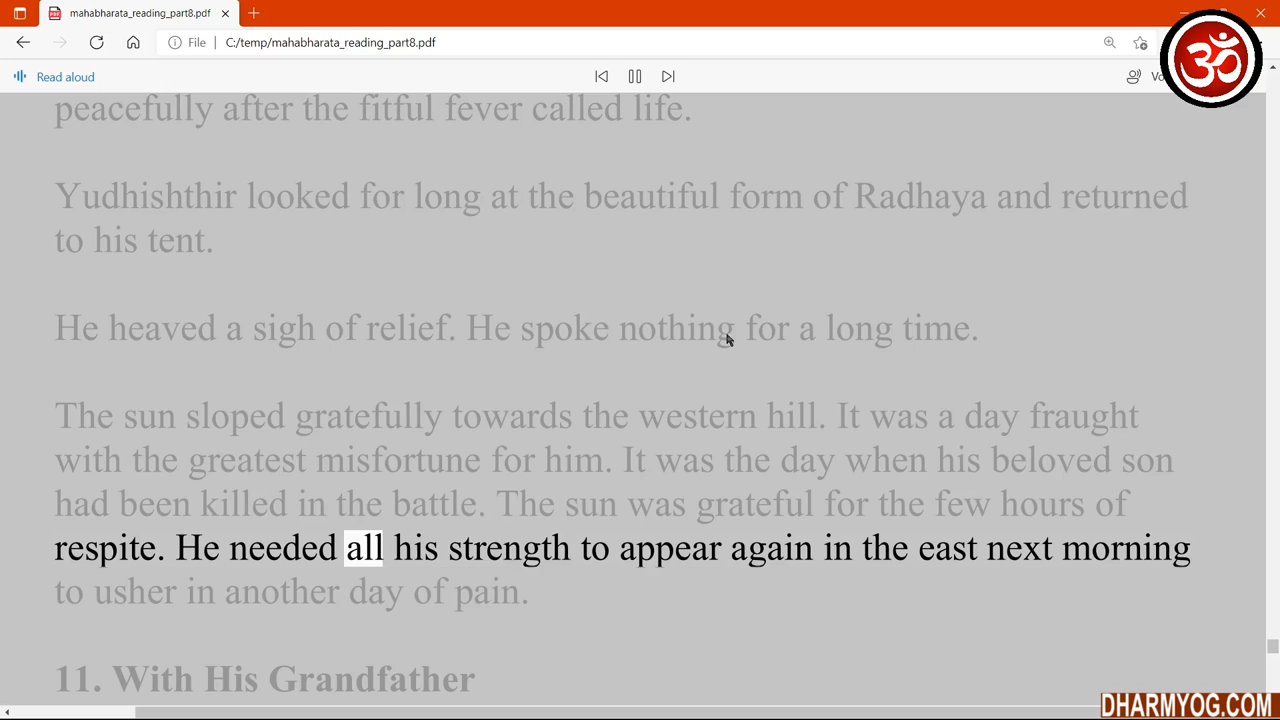 mahabharata_reading_part8.pdf
File C:/temp/mahabharata_reading_part8.pdf
Read aloud
Vo
ॐ
peacefully after the fitful fever called life.
Yudhishthir looked for long at the beautiful form of Radhaya and returned
to his tent.
He heaved a sigh of relief. He spoke nothing for a long time.
The sun sloped gratefully towards the western hill. It was a day fraught
with the greatest misfortune for him. It was the day when his beloved son
had been killed in the battle. The sun was grateful for the few hours of
respite. He needed all his strength to appear again in the east next morning
to usher in another day of pain.
11. With His Grandfather
DHARMYOG.COM